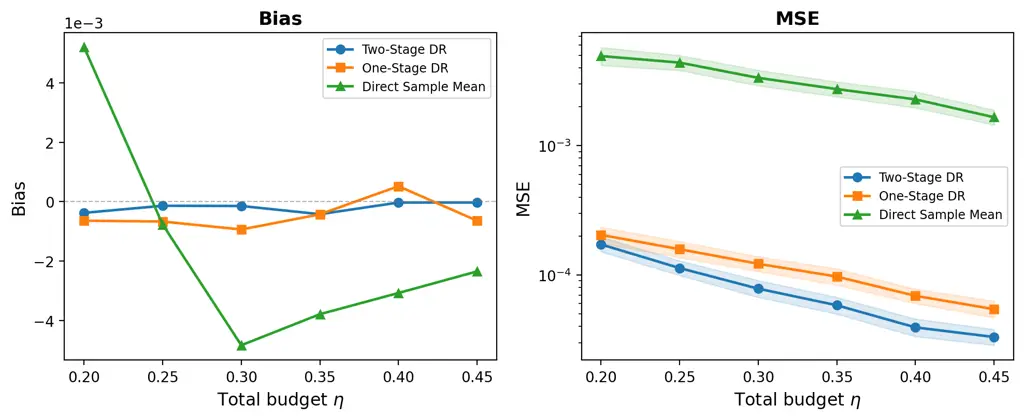 Bias
1e−3
4
2
0
−2
−4
Bias
0.20 0.25 0.30 0.35 0.40 0.45
Total budget η
Two-Stage DR
One-Stage DR
Direct Sample Mean
MSE
10⁻³
10⁻⁴
MSE
0.20 0.25 0.30 0.35 0.40 0.45
Total budget η
Two-Stage DR
One-Stage DR
Direct Sample Mean